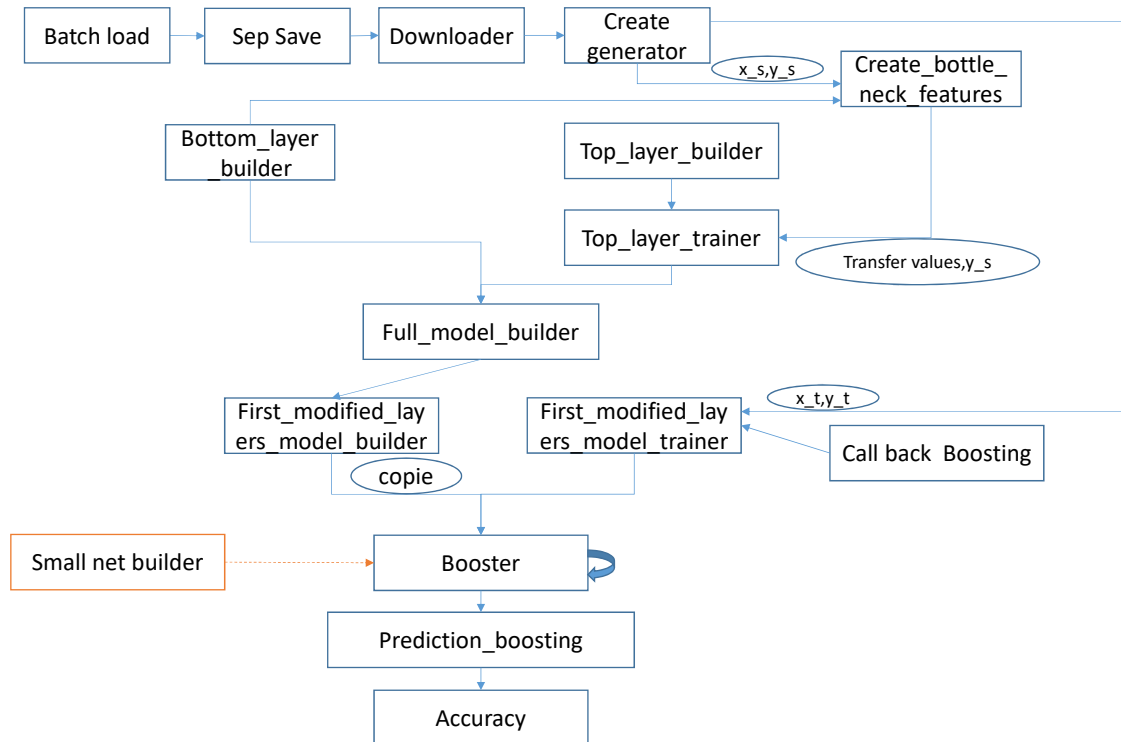 Batch load
Sep Save
Downloader
Create
generator
x_s,y_s
Create_bottle_
neck_features
Bottom_layer
_builder
Top_layer_builder
Top_layer_trainer
Transfer values,y_s
Full_model_builder
First_modified_lay
ers_model_builder
First_modified_lay
ers_model_trainer
x_t,y_t
Call back  Boosting
copie
Small net builder
Booster
Prediction_boosting
Accuracy